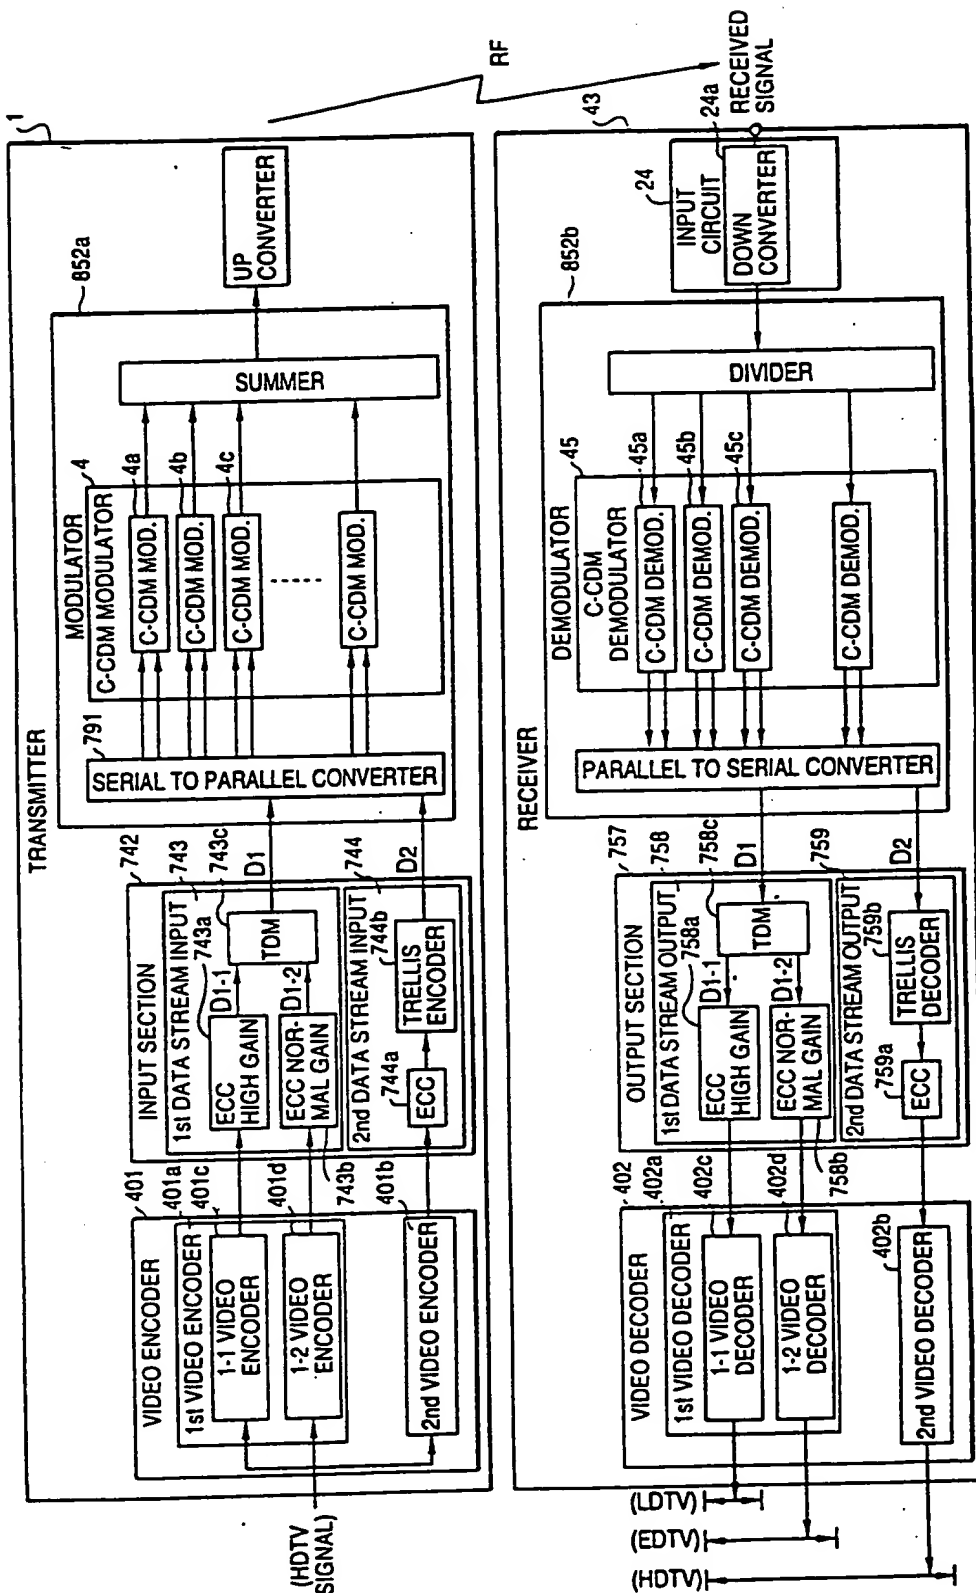 TRANSMITTER
1
VIDEO ENCODER
401
401a
1st VIDEO ENCODER
401c
1-1 VIDEO
ENCODER
401d
1-2 VIDEO
ENCODER
401b
2nd VIDEO ENCODER
(HDTV
SIGNAL)
INPUT SECTION
742
1st DATA STREAM INPUT
743
743a
743c
ECC
HIGH GAIN
D1-1
TDM
D1
ECC NOR-
MAL GAIN
D1-2
743b
2nd DATA STREAM INPUT
744
744a
744b
ECC
TRELLIS
ENCODER
D2
791
SERIAL TO PARALLEL CONVERTER
MODULATOR
852a
C-CDM MODULATOR
4
C-CDM MOD.
4a
C-CDM MOD.
4b
C-CDM MOD.
4c
C-CDM MOD.
SUMMER
UP
CONVERTER
RF
RECEIVED
SIGNAL
RECEIVER
43
24
INPUT
CIRCUIT
24a
DOWN
CONVERTER
852b
DIVIDER
DEMODULATOR
C-CDM
DEMODULATOR
45
C-CDM DEMOD.
45a
C-CDM DEMOD.
45b
C-CDM DEMOD.
45c
C-CDM DEMOD.
PARALLEL TO SERIAL CONVERTER
OUTPUT SECTION
757
1st DATA STREAM OUTPUT
758
758a
758c
D1
TDM
D1-1
ECC
HIGH GAIN
D1-2
ECC NOR-
MAL GAIN
758b
2nd DATA STREAM OUTPUT
759
759a
759b
D2
TRELLIS
DECODER
ECC
VIDEO DECODER
402
402a
1st VIDEO DECODER
402c
1-1 VIDEO
DECODER
402d
1-2 VIDEO
DECODER
402b
2nd VIDEO DECODER
(LDTV)
(EDTV)
(HDTV)